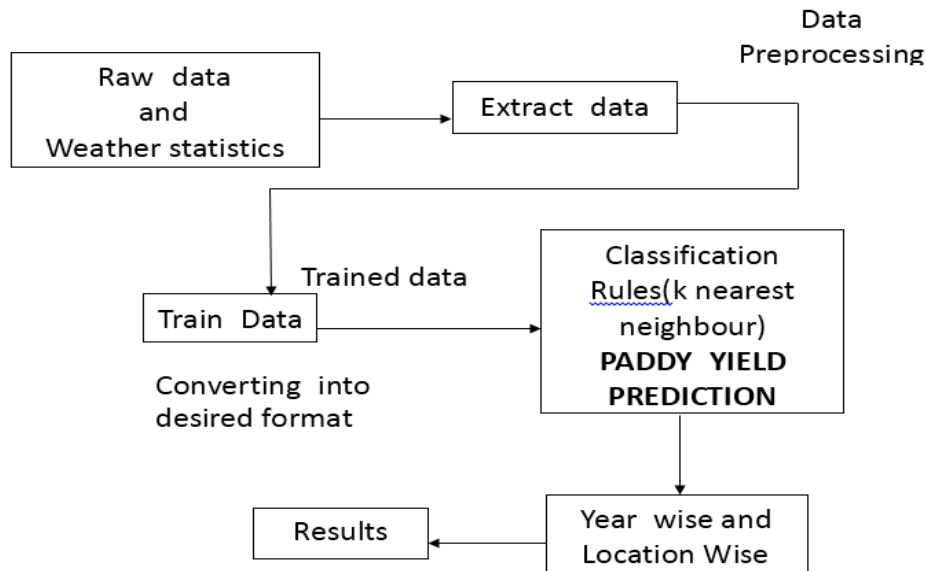 Data
Preprocessing
Raw data
and
Weather statistics
Extract data
Trained data
Train Data
Converting into
desired format
Classification
Rules(k nearest
neighbour)
PADDY YIELD
PREDICTION
Year wise and
Location Wise
Results